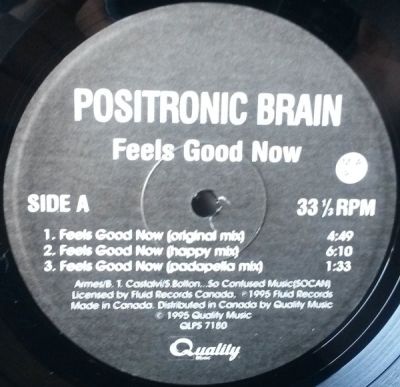 POSITRONIC BRAIN
Feels Good Now
SIDE A 33 ⅓ RPM
1. Feels Good Now (original mix) 4:49
2. Feels Good Now (happy mix) 6:10
3. Feels Good Now (padapella mix) 1:33
Armes/B. T. Castalvi/S.Bolton...So Confused Music(SOCAN)
Licensed by Fluid Records Canada, ℗ 1995 Fluid Records
Made in Canada. Distributed in Canada by Quality Music
© 1995 Quality Music
QLPS 7180
Quality
Music